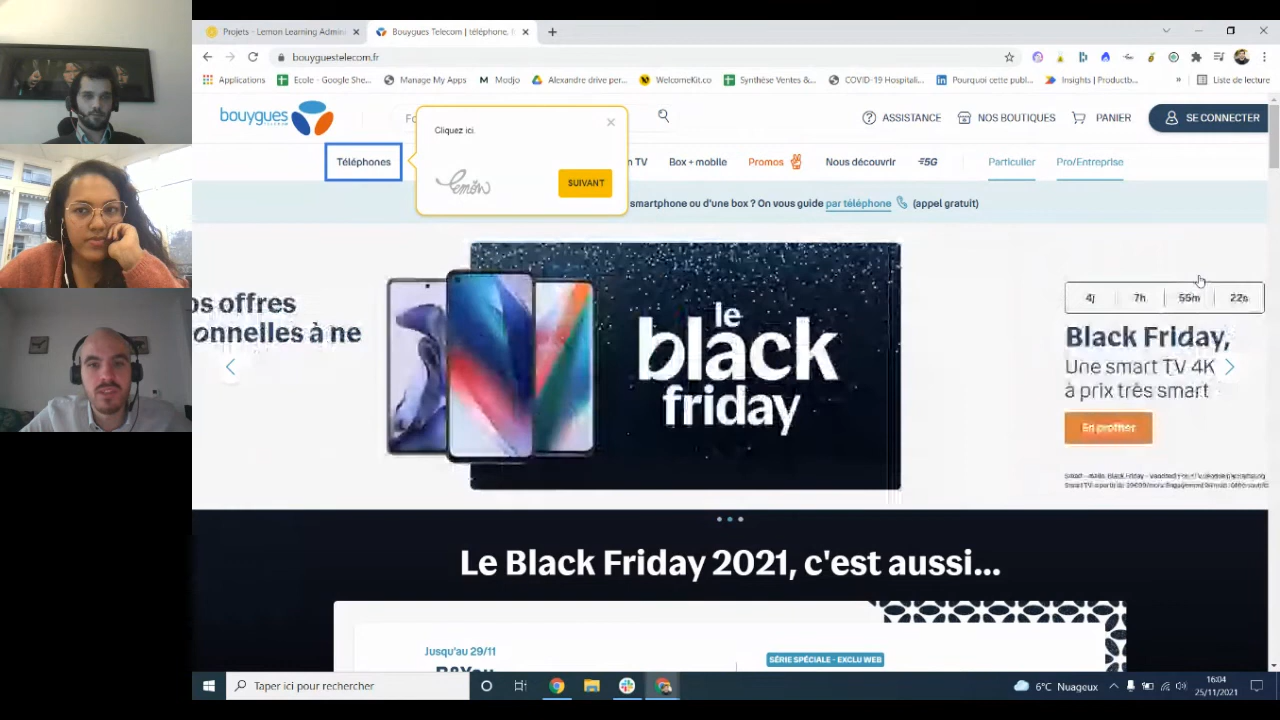 Projets - Lemon Learning Admin
Bouygues Telecom | téléphone,
bouyguestelecom.fr
Applications
Ecole - Google She...
Manage My Apps
Modjo
Alexandre drive per...
WelcomeKit.co
Synthèse Ventes &...
COVID-19 Hospitali...
Pourquoi cette publ...
Insights | Productb...
»
Liste de lecture
bouygues
TELECOM
Fo
ASSISTANCE
NOS BOUTIQUES
PANIER
SE CONNECTER
Cliquez ici.
lemon
SUIVANT
Téléphones
n TV
Box + mobile
Promos
Nous découvrir
5G
Particulier
Pro/Entreprise
smartphone ou d'une box ? On vous guide par téléphone (appel gratuit)
os offres
onnelles à ne
le
black
friday
4j 7h 55m 22s
Black Friday,
Une smart TV 4K
à prix très smart
En profiter
Le Black Friday 2021, c'est aussi...
Jusqu'au 29/11
B&You
SÉRIE SPÉCIALE - EXCLU WEB
Taper ici pour rechercher
6°C Nuageux
16:04
25/11/2021